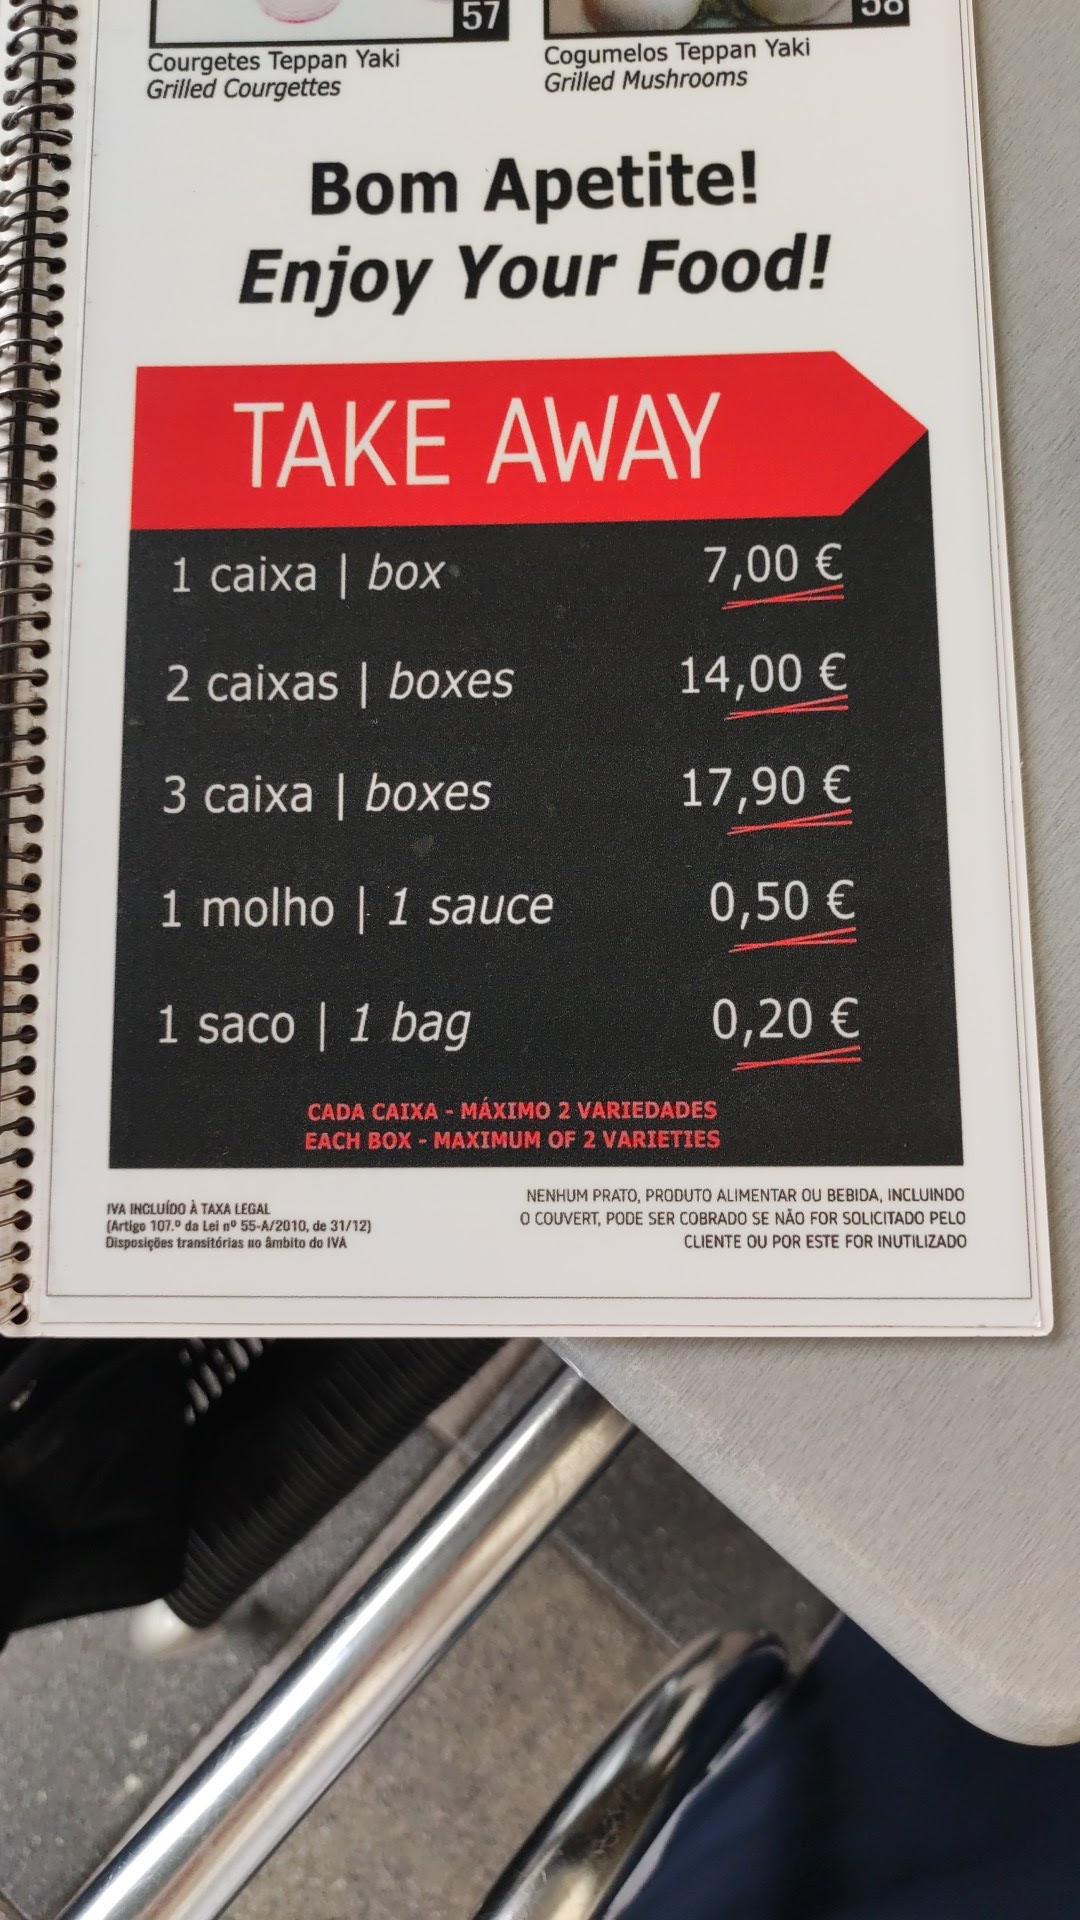 57
58
Courgetes Teppan Yaki
Grilled Courgettes
Cogumelos Teppan Yaki
Grilled Mushrooms
Bom Apetite!
Enjoy Your Food!
TAKE AWAY
1 caixa | box 7,00 €
2 caixas | boxes 14,00 €
3 caixa | boxes 17,90 €
1 molho | 1 sauce 0,50 €
1 saco | 1 bag 0,20 €
CADA CAIXA - MÁXIMO 2 VARIEDADES
EACH BOX - MAXIMUM OF 2 VARIETIES
IVA INCLUÍDO À TAXA LEGAL
(Artigo 107.º da Lei nº 55-A/2010, de 31/12)
Disposições transitórias no âmbito do IVA
NENHUM PRATO, PRODUTO ALIMENTAR OU BEBIDA, INCLUINDO
O COUVERT, PODE SER COBRADO SE NÃO FOR SOLICITADO PELO
CLIENTE OU POR ESTE FOR INUTILIZADO